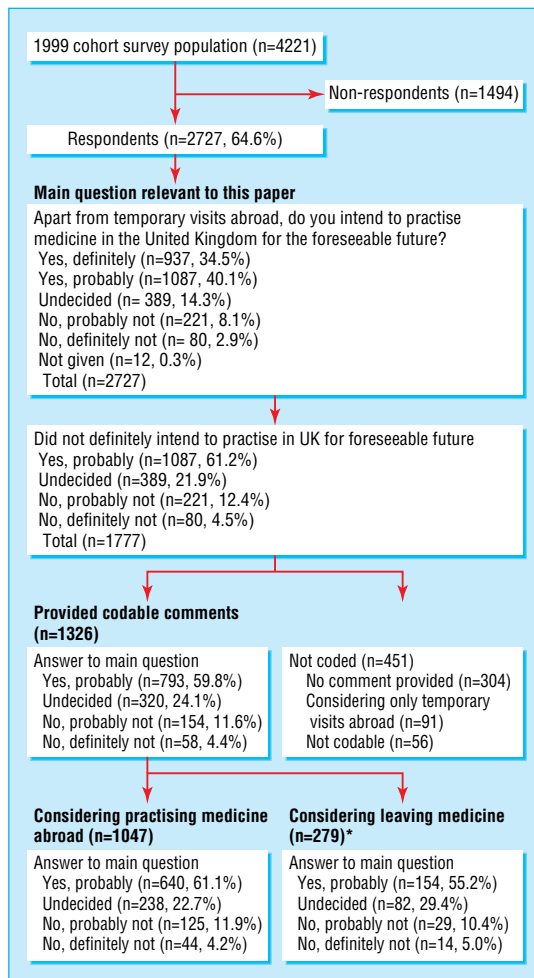 1999 cohort survey population (n=4221)
Non-respondents (n=1494)
Respondents (n=2727, 64.6%)
Main question relevant to this paper
Apart from temporary visits abroad, do you intend to practise
medicine in the United Kingdom for the foreseeable future?
Yes, definitely (n=937, 34.5%)
Yes, probably (n=1087, 40.1%)
Undecided (n= 389, 14.3%)
No, probably not (n=221, 8.1%)
No, definitely not (n= 80, 2.9%)
Not given (n=12, 0.3%)
Total (n=2727)
Did not definitely intend to practise in UK for foreseeable future
Yes, probably (n=1087, 61.2%)
Undecided (n=389, 21.9%)
No, probably not (n=221, 12.4%)
No, definitely not (n=80, 4.5%)
Total (n=1777)
Provided codable comments
(n=1326)
Answer to main question
Yes, probably (n=793, 59.8%)
Undecided (n=320, 24.1%)
No, probably not (n=154, 11.6%)
No, definitely not (n=58, 4.4%)
Not coded (n=451)
No comment provided (n=304)
Considering only temporary
visits abroad (n=91)
Not codable (n=56)
Considering practising medicine
abroad (n=1047)
Answer to main question
Yes, probably (n=640, 61.1%)
Undecided (n=238, 22.7%)
No, probably not (n=125, 11.9%)
No, definitely not (n=44, 4.2%)
Considering leaving medicine
(n=279)*
Answer to main question
Yes, probably (n=154, 55.2%)
Undecided (n=82, 29.4%)
No, probably not (n=29, 10.4%)
No, definitely not (n=14, 5.0%)